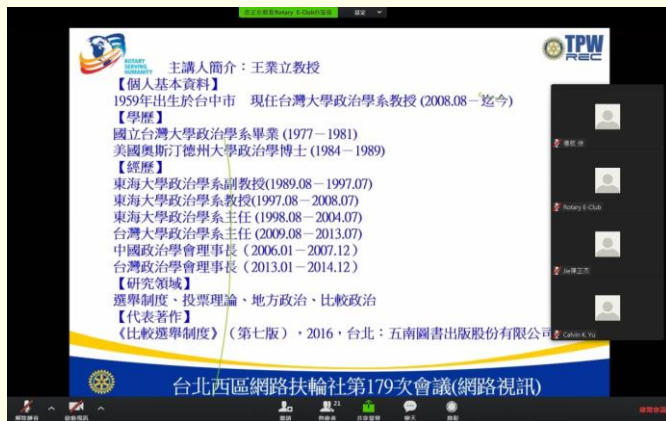 ROTARY
SERVING
HUMANITY
TPW
REC
主講人簡介：王業立教授
【個人基本資料】
1959年出生於台中市 現任台灣大學政治學系教授 (2008.08－迄今)
【學歷】
國立台灣大學政治學系畢業 (1977－1981)
美國奧斯汀德州大學政治學博士 (1984－1989)
【經歷】
東海大學政治學系副教授(1989.08－1997.07)
東海大學政治學系教授(1997.08－2008.07)
東海大學政治學系主任 (1998.08－2004.07)
台灣大學政治學系主任 (2009.08－2013.07)
中國政治學會理事長（2006.01－2007.12）
台灣政治學會理事長（2013.01－2014.12）
【研究領域】
選舉制度、投票理論、地方政治、比較政治
【代表著作】
《比較選舉制度》（第七版），2016，台北：五南圖書出版股份有限公司
台北西區網路扶輪社第179次會議(網路視訊)
Rotary E-Club
Jie陳正杰
Calvin K. Yu
21